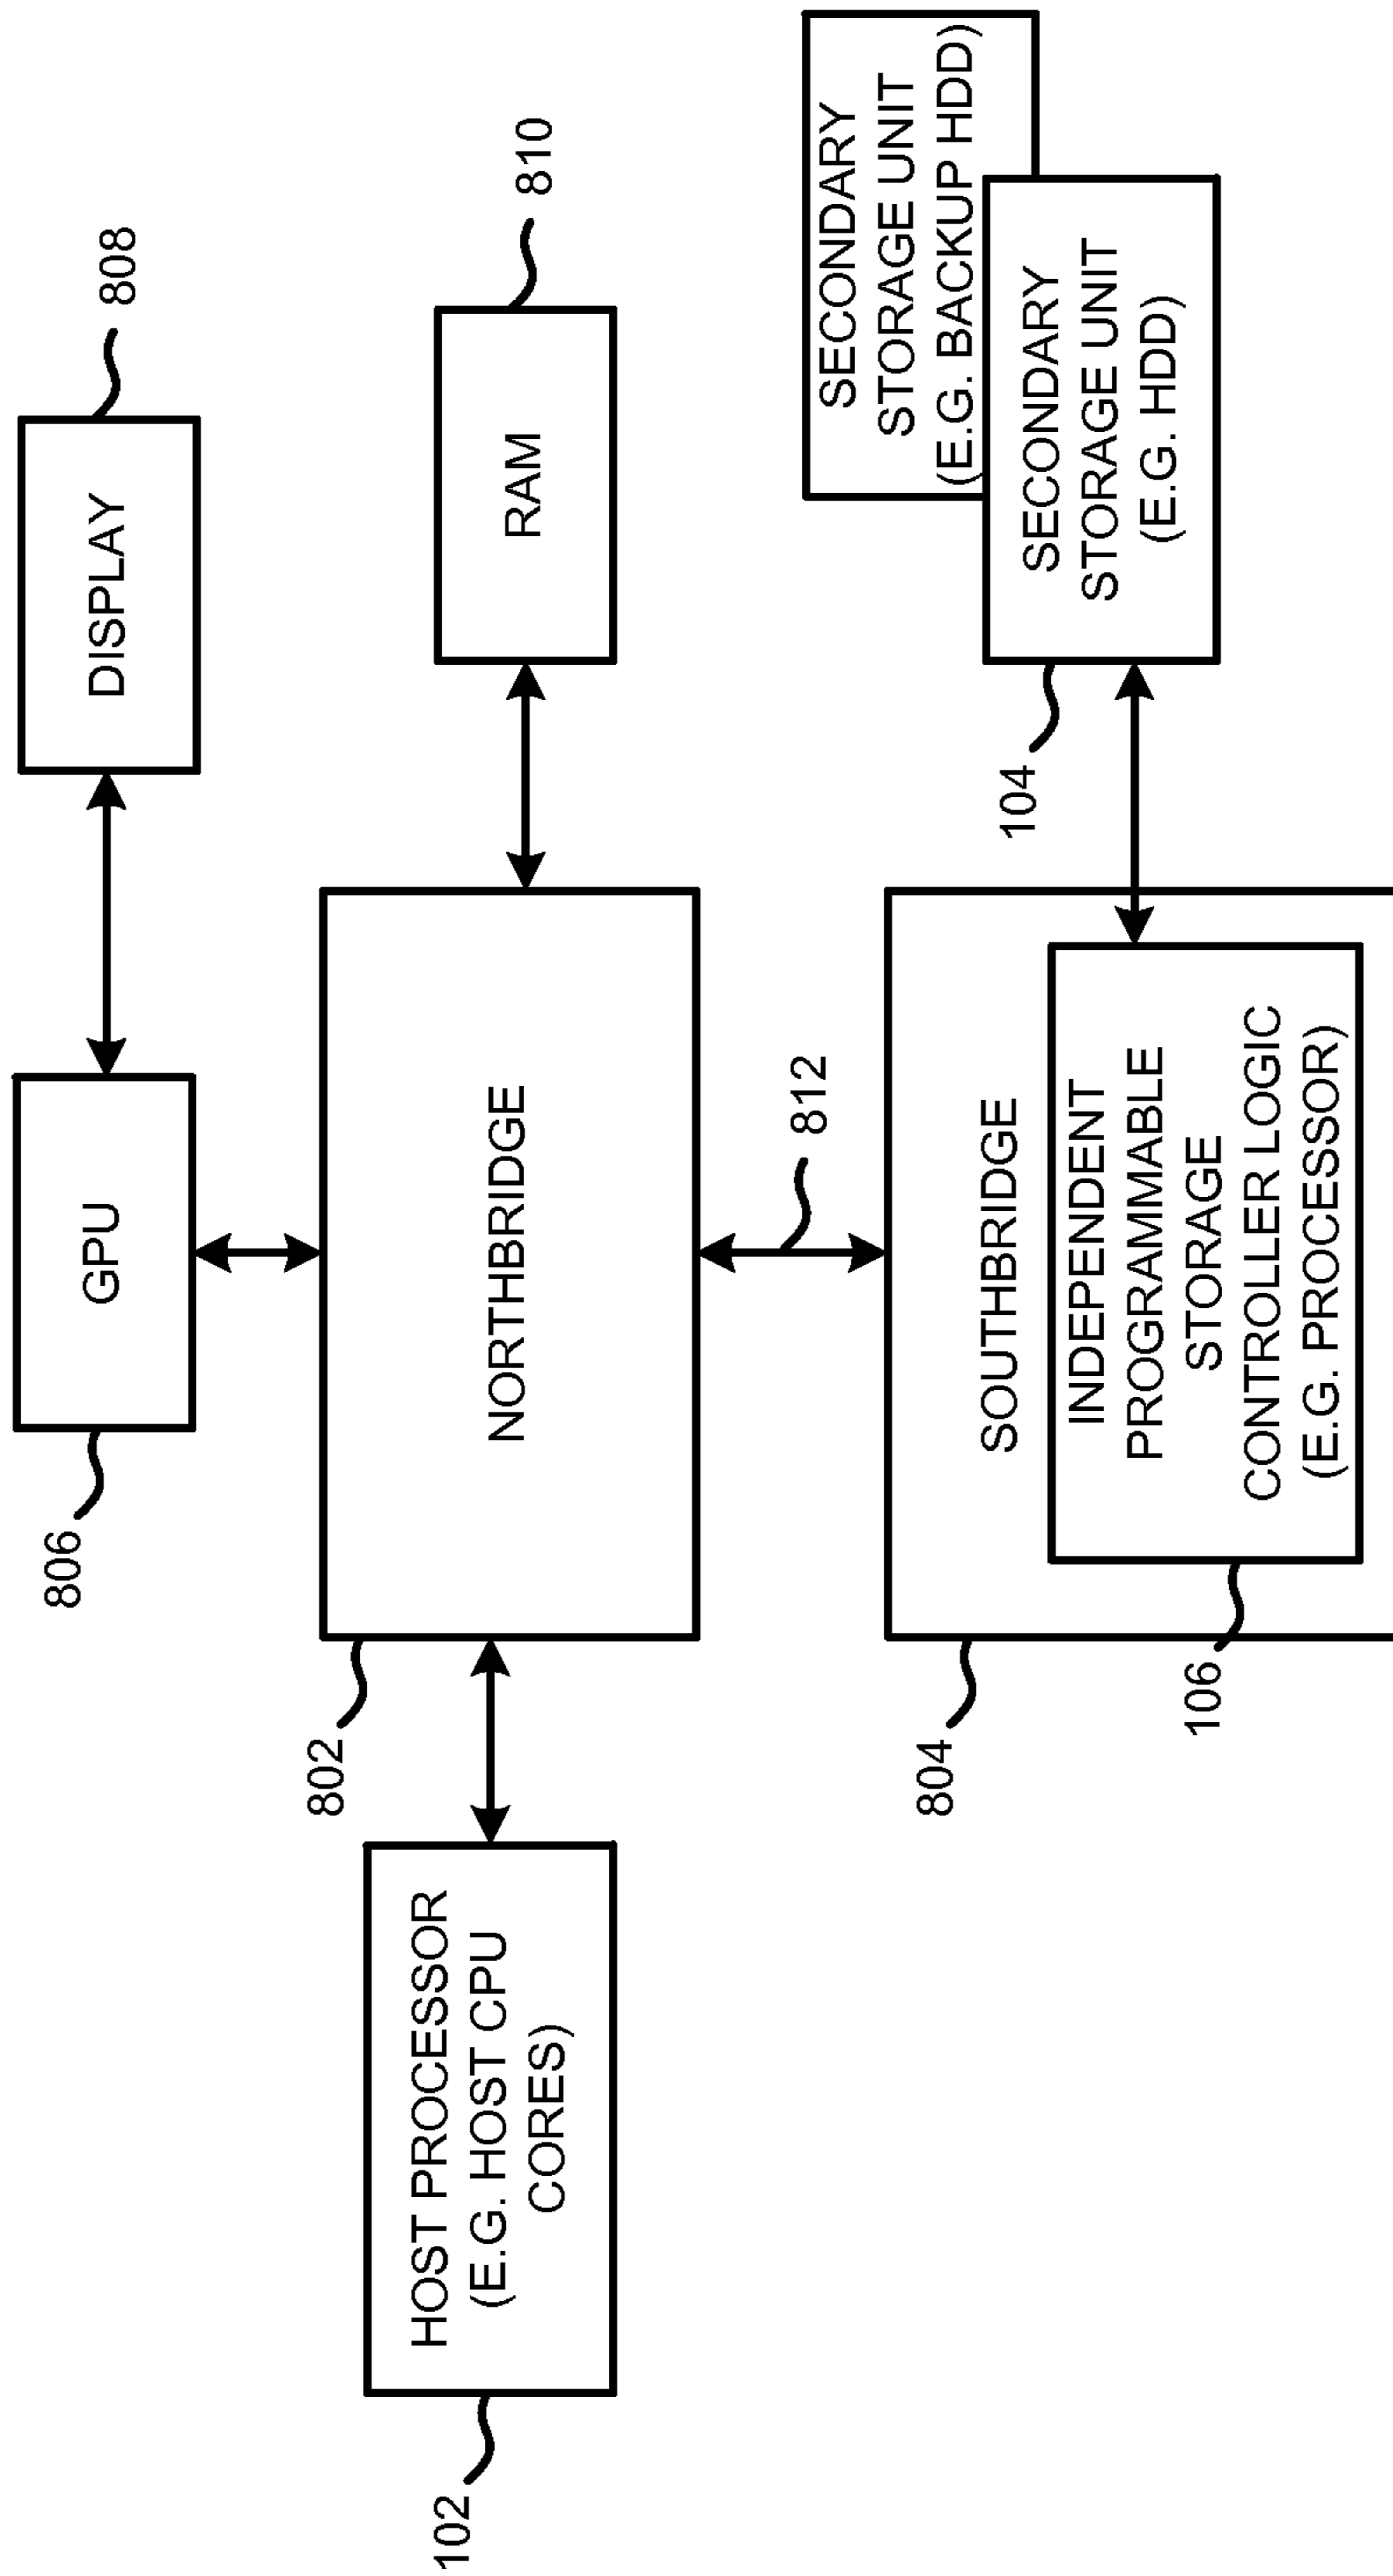 806
GPU
DISPLAY
808
102
HOST PROCESSOR
(E.G. HOST CPU
CORES)
802
NORTHBRIDGE
RAM
810
812
804
SOUTHBRIDGE
106
INDEPENDENT
PROGRAMMABLE
STORAGE
CONTROLLER LOGIC
(E.G. PROCESSOR)
SECONDARY
STORAGE UNIT
(E.G. BACKUP HDD)
104
SECONDARY
STORAGE UNIT
(E.G. HDD)